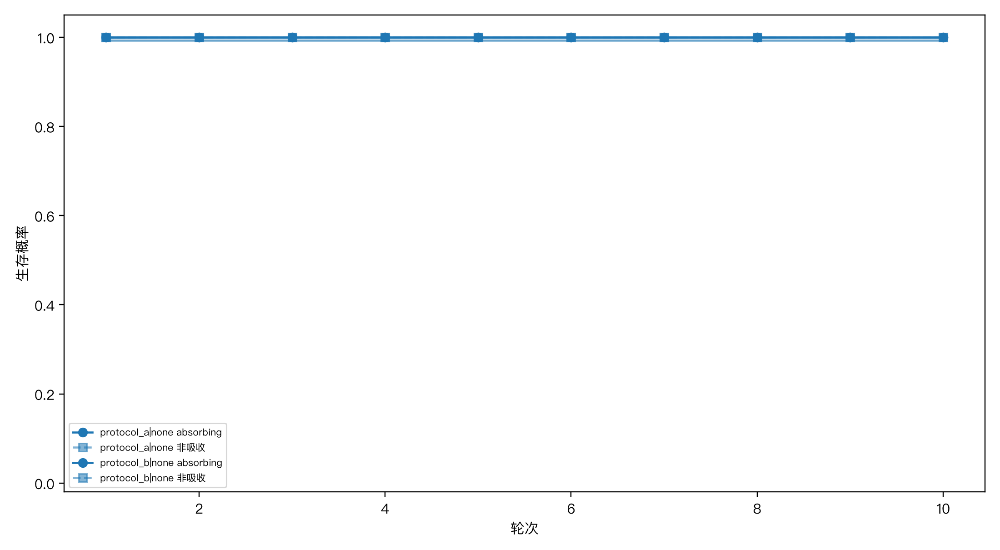 1.0
0.8
0.6
0.4
0.2
0.0
生存概率
protocol_a|none absorbing
protocol_a|none 非吸收
protocol_b|none absorbing
protocol_b|none 非吸收
2 4 6 8 10
轮次